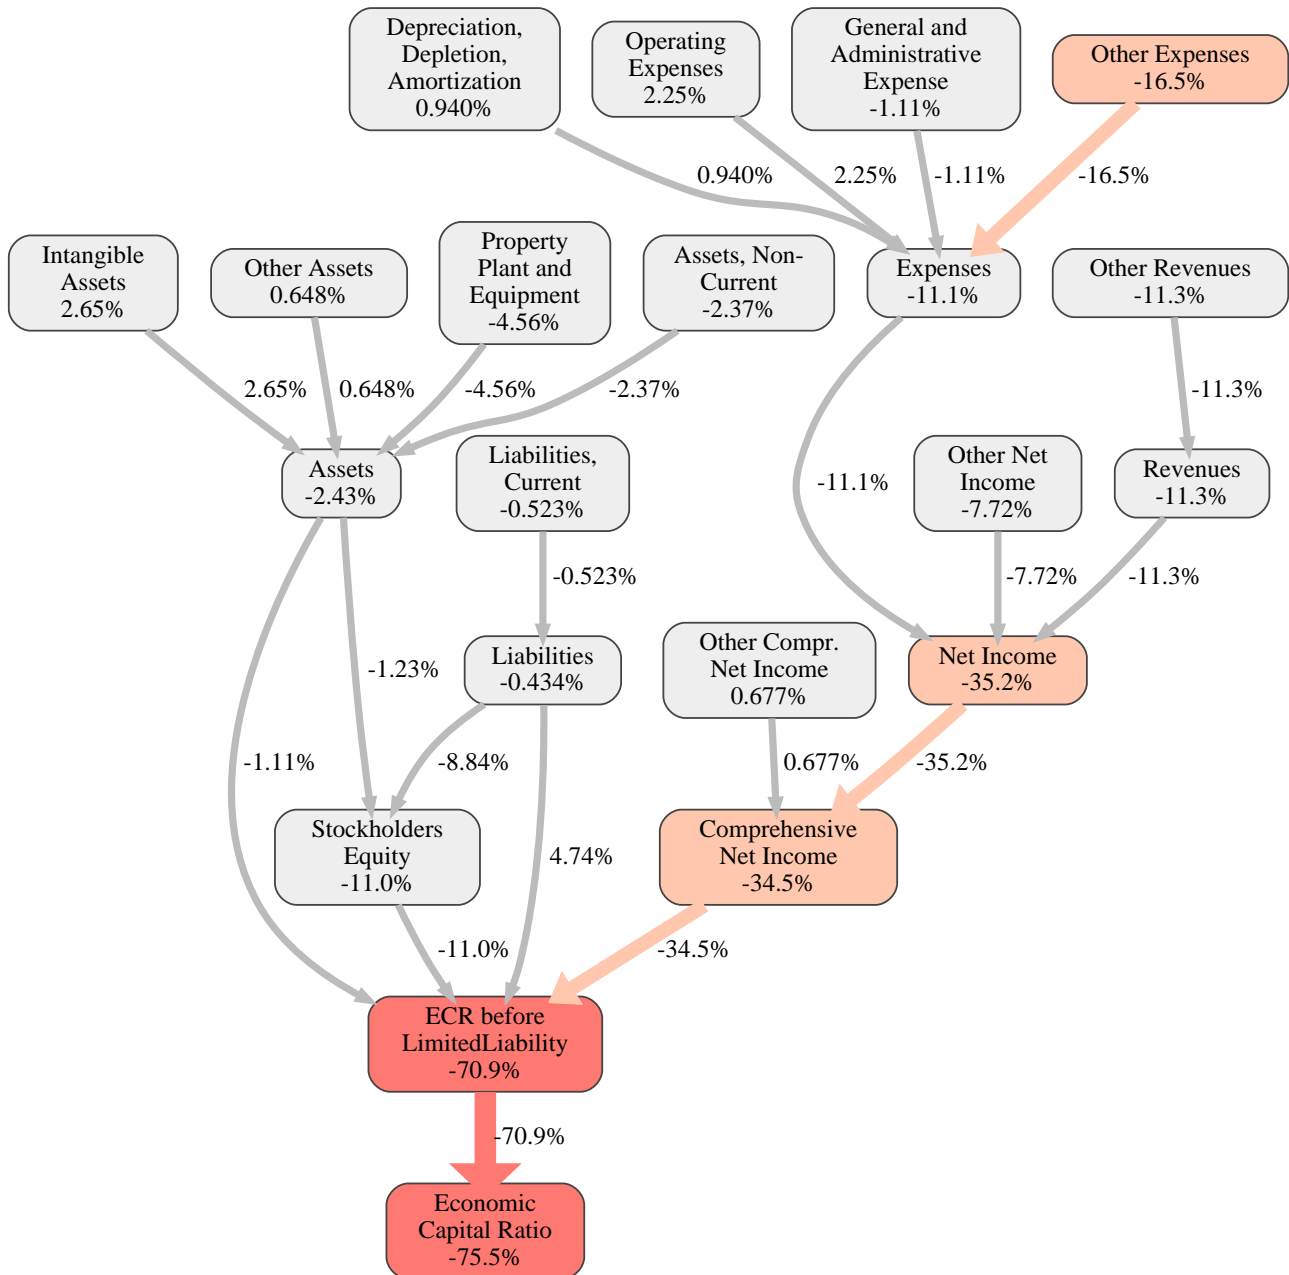 Depreciation,
Depletion,
Amortization
0.940%
Operating
Expenses
2.25%
General and
Administrative
Expense
-1.11%
Other Expenses
-16.5%
0.940%
2.25%
-1.11%
-16.5%
Intangible
Assets
2.65%
Other Assets
0.648%
Property
Plant and
Equipment
-4.56%
Assets, Non-
Current
-2.37%
Expenses
-11.1%
Other Revenues
-11.3%
2.65%
0.648%
-4.56%
-2.37%
-11.3%
Assets
-2.43%
Liabilities,
Current
-0.523%
-11.1%
Other Net
Income
-7.72%
Revenues
-11.3%
-0.523%
-7.72%
-11.3%
-1.23%
Liabilities
-0.434%
Other Compr.
Net Income
0.677%
Net Income
-35.2%
-1.11%
-8.84%
0.677%
-35.2%
Stockholders
Equity
-11.0%
4.74%
Comprehensive
Net Income
-34.5%
-11.0%
-34.5%
ECR before
LimitedLiability
-70.9%
-70.9%
Economic
Capital Ratio
-75.5%